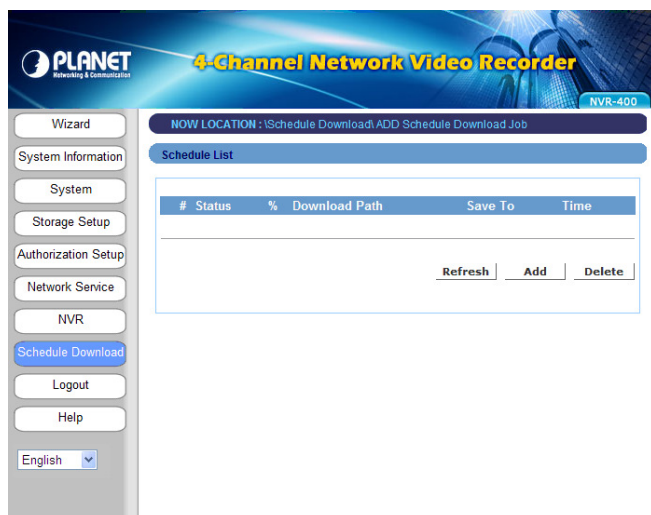 PLANET
Networking & Communication
4-Channel Network Video Recorder
NVR-400
Wizard
System Information
System
Storage Setup
Authorization Setup
Network Service
NVR
Schedule Download
Logout
Help
English
NOW LOCATION : \Schedule Download\ ADD Schedule Download Job
Schedule List
# Status % Download Path Save To Time
Refresh Add Delete